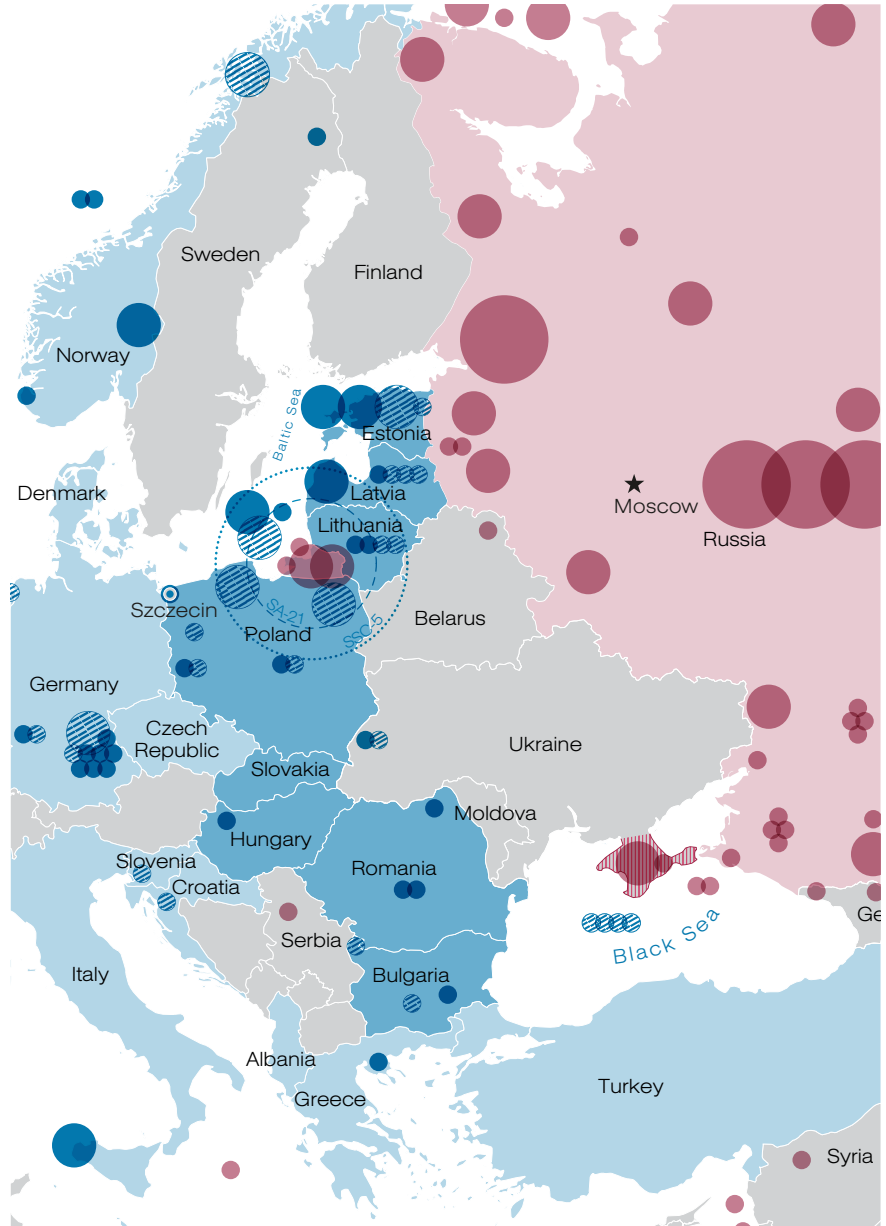 Sweden
Finland
Norway
Baltic Sea
Estonia
Denmark
Latvia
Moscow
Lithuania
Russia
Szczecin
SA-21
SSC-5
Poland
Belarus
Germany
Czech
Republic
Ukraine
Slovakia
Moldova
Hungary
Slovenia
Romania
Croatia
Ge
Serbia
Black Sea
Italy
Bulgaria
Albania
Greece
Turkey
Syria